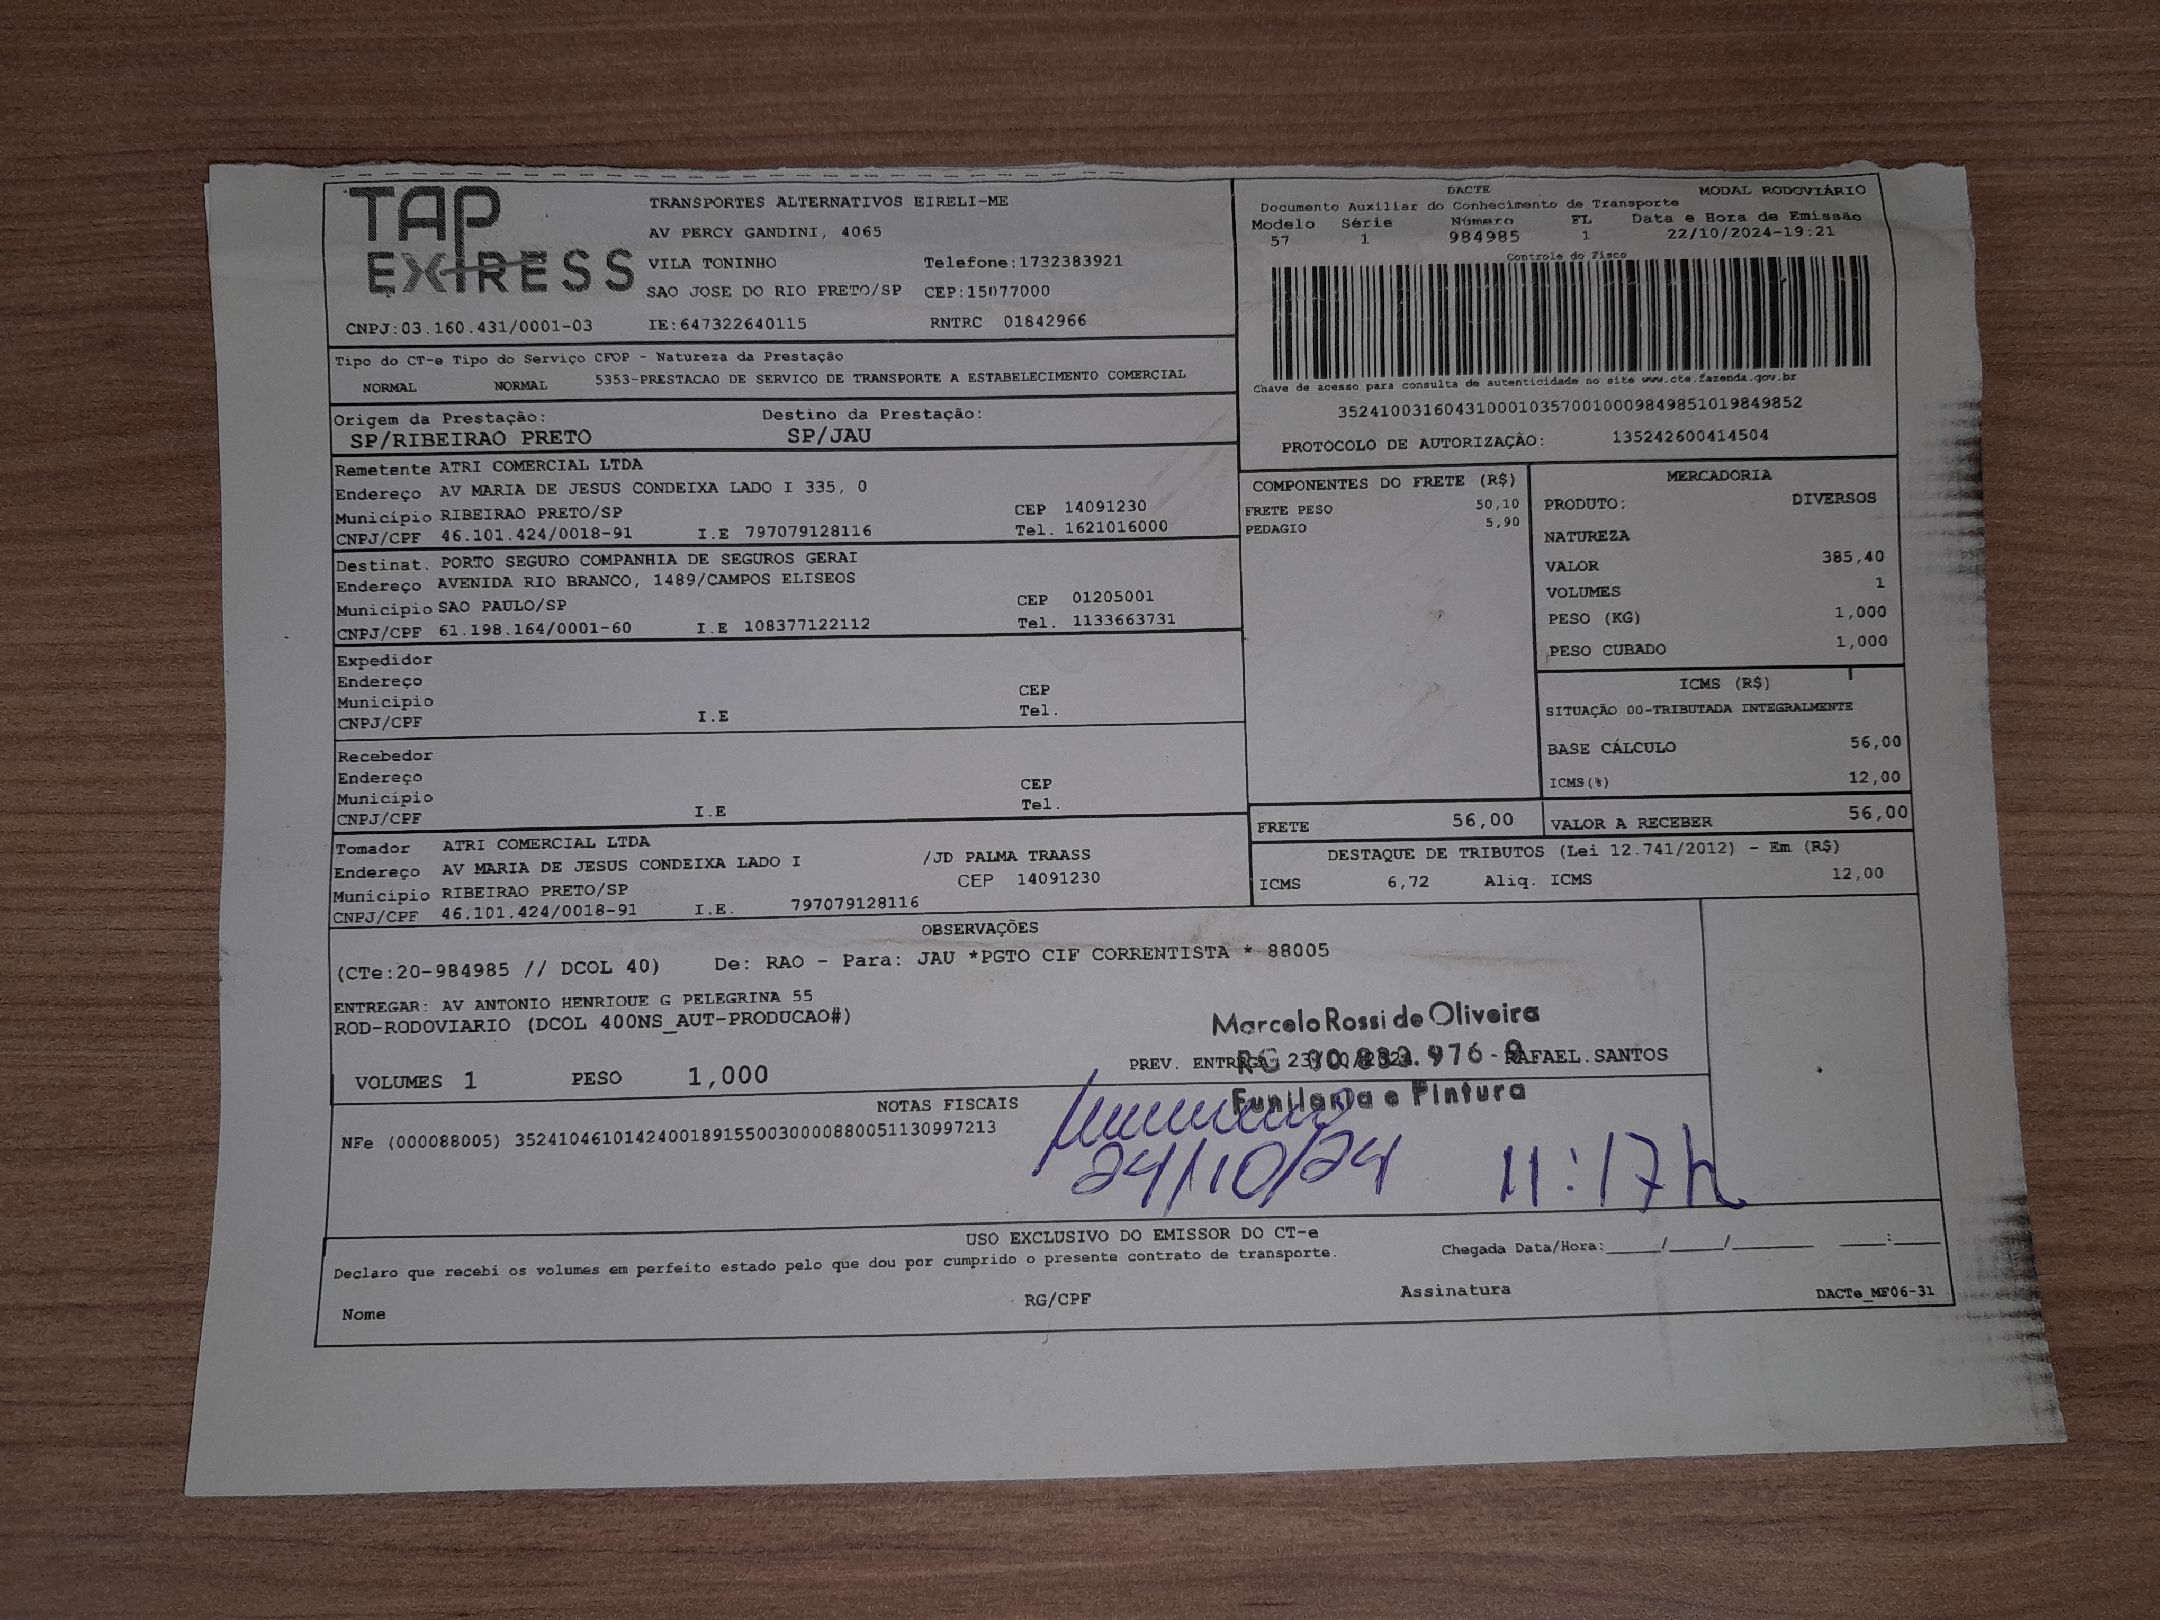 TAP
EXPRESS
TRANSPORTES ALTERNATIVOS EIRELI-ME
AV PERCY GANDINI, 4065
VILA TONINHO Telefone:1732383921
SAO JOSE DO RIO PRETO/SP CEP:15077000
CNPJ:03.160.431/0001-03 IE:647322640115 RNTRC 01842966
DACTE MODAL RODOVIÁRIO
Documento Auxiliar do Conhecimento de Transporte
Modelo Série Número FL Data e Hora de Emissão
57 1 984985 1 22/10/2024-19:21
Controle do Fisco
Chave de acesso para consulta de autenticidade no site www.cte.fazenda.gov.br
35241003160431000103570010009849851019849852
PROTOCOLO DE AUTORIZAÇÃO: 135242600414504
Tipo do CT-e Tipo do Serviço CFOP - Natureza da Prestação
NORMAL NORMAL 5353-PRESTACAO DE SERVICO DE TRANSPORTE A ESTABELECIMENTO COMERCIAL
Origem da Prestação: Destino da Prestação:
SP/RIBEIRAO PRETO SP/JAU
Remetente ATRI COMERCIAL LTDA
Endereço AV MARIA DE JESUS CONDEIXA LADO I 335, 0
Município RIBEIRAO PRETO/SP CEP 14091230
CNPJ/CPF 46.101.424/0018-91 I.E 797079128116 Tel. 1621016000
Destinat. PORTO SEGURO COMPANHIA DE SEGUROS GERAI
Endereço AVENIDA RIO BRANCO, 1489/CAMPOS ELISEOS
Município SAO PAULO/SP CEP 01205001
CNPJ/CPF 61.198.164/0001-60 I.E 108377122112 Tel. 1133663731
Expedidor
Endereço
Município CEP
CNPJ/CPF I.E Tel.
Recebedor
Endereço
Município CEP
CNPJ/CPF I.E Tel.
Tomador ATRI COMERCIAL LTDA
Endereço AV MARIA DE JESUS CONDEIXA LADO I /JD PALMA TRAASS
Município RIBEIRAO PRETO/SP CEP 14091230
CNPJ/CPF 46.101.424/0018-91 I.E. 797079128116
COMPONENTES DO FRETE (R$)
FRETE PESO 50,10
PEDAGIO 5,90
MERCADORIA
PRODUTO: DIVERSOS
NATUREZA
VALOR 385,40
VOLUMES 1
PESO (KG) 1,000
PESO CUBADO 1,000
ICMS (R$)
SITUAÇÃO 00-TRIBUTADA INTEGRALMENTE
BASE CÁLCULO 56,00
ICMS(%) 12,00
FRETE 56,00 VALOR A RECEBER 56,00
DESTAQUE DE TRIBUTOS (Lei 12.741/2012) - Em (R$)
ICMS 6,72 Aliq. ICMS 12,00
OBSERVAÇÕES
(CTe:20-984985 // DCOL 40) De: RAO - Para: JAU *PGTO CIF CORRENTISTA * 88005
ENTREGAR: AV ANTONIO HENRIQUE G PELEGRINA 55
ROD-RODOVIARIO (DCOL 400NS_AUT-PRODUCAO#)
Marcelo Rossi de Oliveira
PREV. ENTREGA RAFAEL.SANTOS
VOLUMES 1 PESO 1,000
Funilaria e Pintura
NOTAS FISCAIS
NFe (000088005) 35241046101424001891550030000880051130997213
24/10/24 11:17h
USO EXCLUSIVO DO EMISSOR DO CT-e
Declaro que recebi os volumes em perfeito estado pelo que dou por cumprido o presente contrato de transporte. Chegada Data/Hora:____/____/____ ____:____
Nome RG/CPF Assinatura DACTe_MF06-31